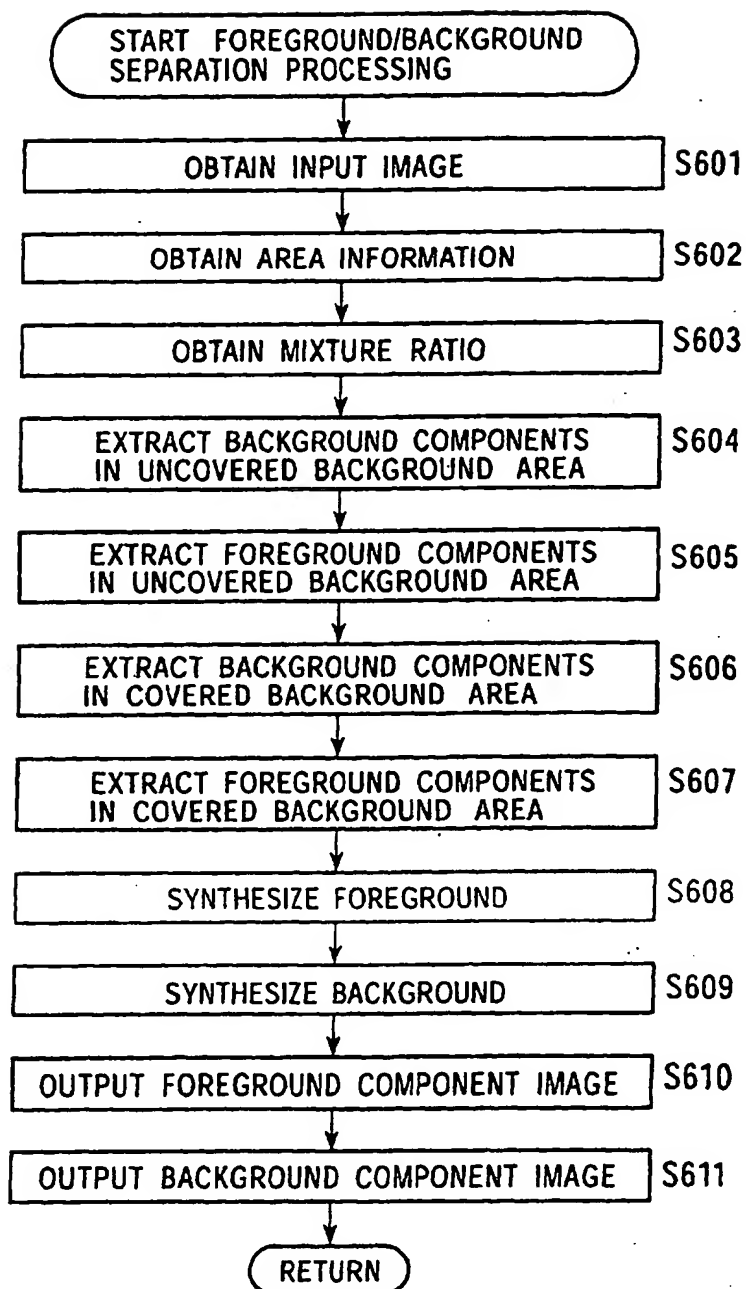 START FOREGROUND/BACKGROUND
SEPARATION PROCESSING
OBTAIN INPUT IMAGE S601
OBTAIN AREA INFORMATION S602
OBTAIN MIXTURE RATIO S603
EXTRACT BACKGROUND COMPONENTS S604
IN UNCOVERED BACKGROUND AREA
EXTRACT FOREGROUND COMPONENTS S605
IN UNCOVERED BACKGROUND AREA
EXTRACT BACKGROUND COMPONENTS S606
IN COVERED BACKGROUND AREA
EXTRACT FOREGROUND COMPONENTS S607
IN COVERED BACKGROUND AREA
SYNTHESIZE FOREGROUND S608
SYNTHESIZE BACKGROUND S609
OUTPUT FOREGROUND COMPONENT IMAGE S610
OUTPUT BACKGROUND COMPONENT IMAGE S611
RETURN